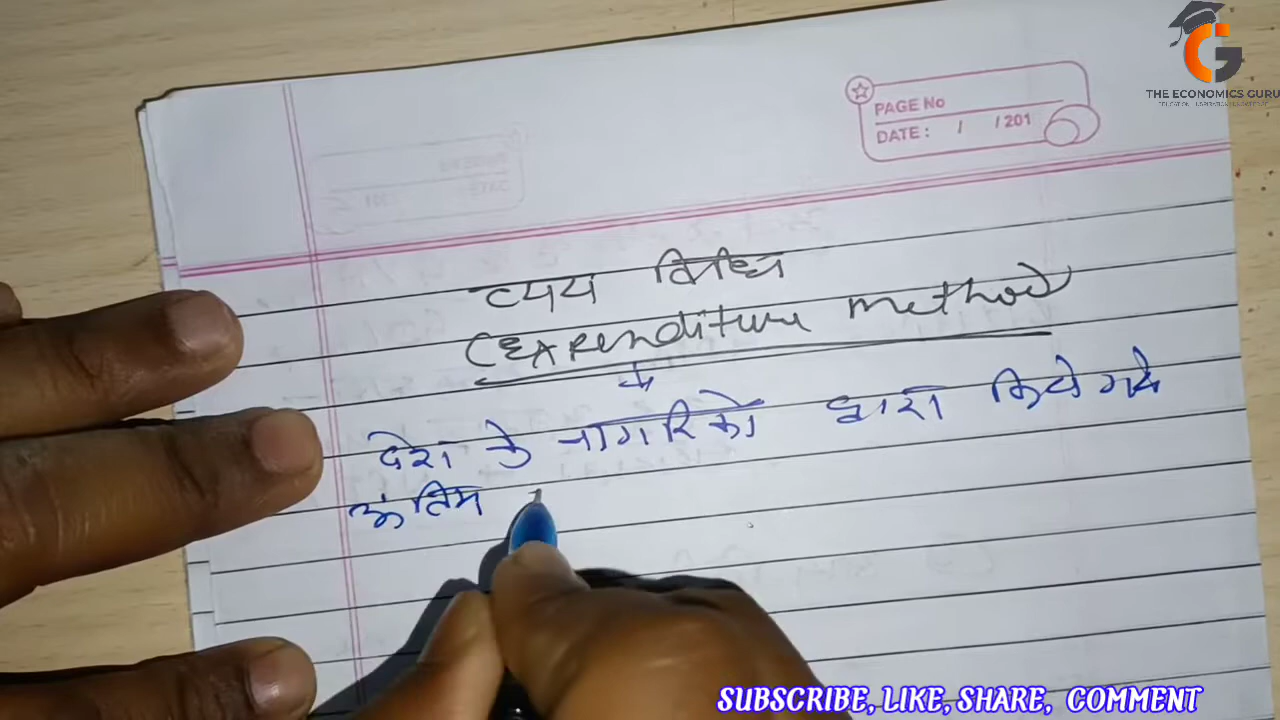 THE ECONOMICS GURU
PAGE No
DATE : / / 201
व्यय विधि
(Expenditure method
देश के नागरिको द्वारा किये गये
अंतिम
SUBSCRIBE, LIKE, SHARE, COMMENT